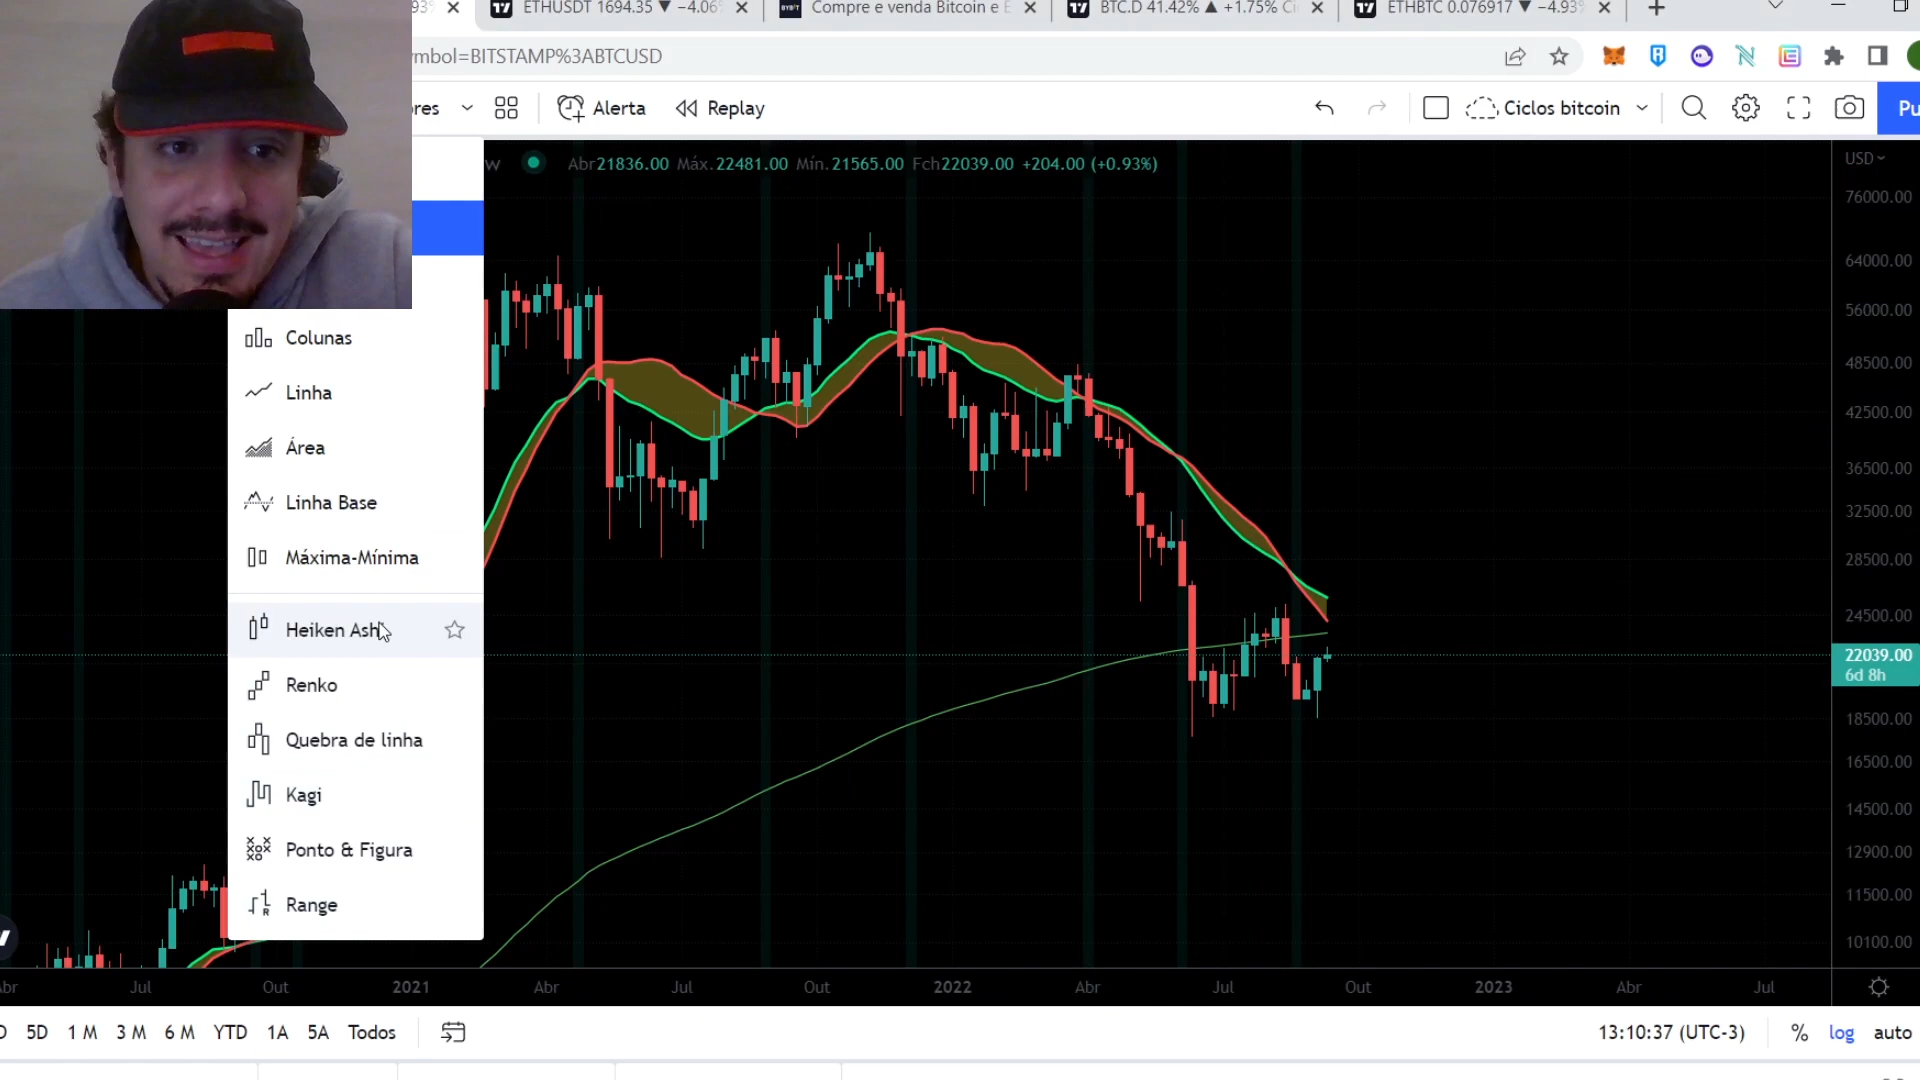 93% ETHUSDT 1694.35 ▼ −4.06% Compre e venda Bitcoin e E BTC.D 41.42% ▲ +1.75% Ci ETHBTC 0.076917 ▼ −4.93%
ymbol=BITSTAMP%3ABTCUSD
res Alerta Replay Ciclos bitcoin Pu
w Abr21836.00 Máx.22481.00 Mín.21565.00 Fch22039.00 +204.00 (+0.93%)
USD
76000.00
64000.00
56000.00
48500.00
42500.00
36500.00
32500.00
28500.00
24500.00
22039.00
6d 8h
18500.00
16500.00
14500.00
12900.00
11500.00
10100.00
Colunas
Linha
Área
Linha Base
Máxima-Mínima
Heiken Ashi
Renko
Quebra de linha
Kagi
Ponto & Figura
Range
Abr Jul Out 2021 Abr Jul Out 2022 Abr Jul Out 2023 Abr Jul
D 5D 1 M 3 M 6 M YTD 1A 5A Todos 13:10:37 (UTC-3) % log auto